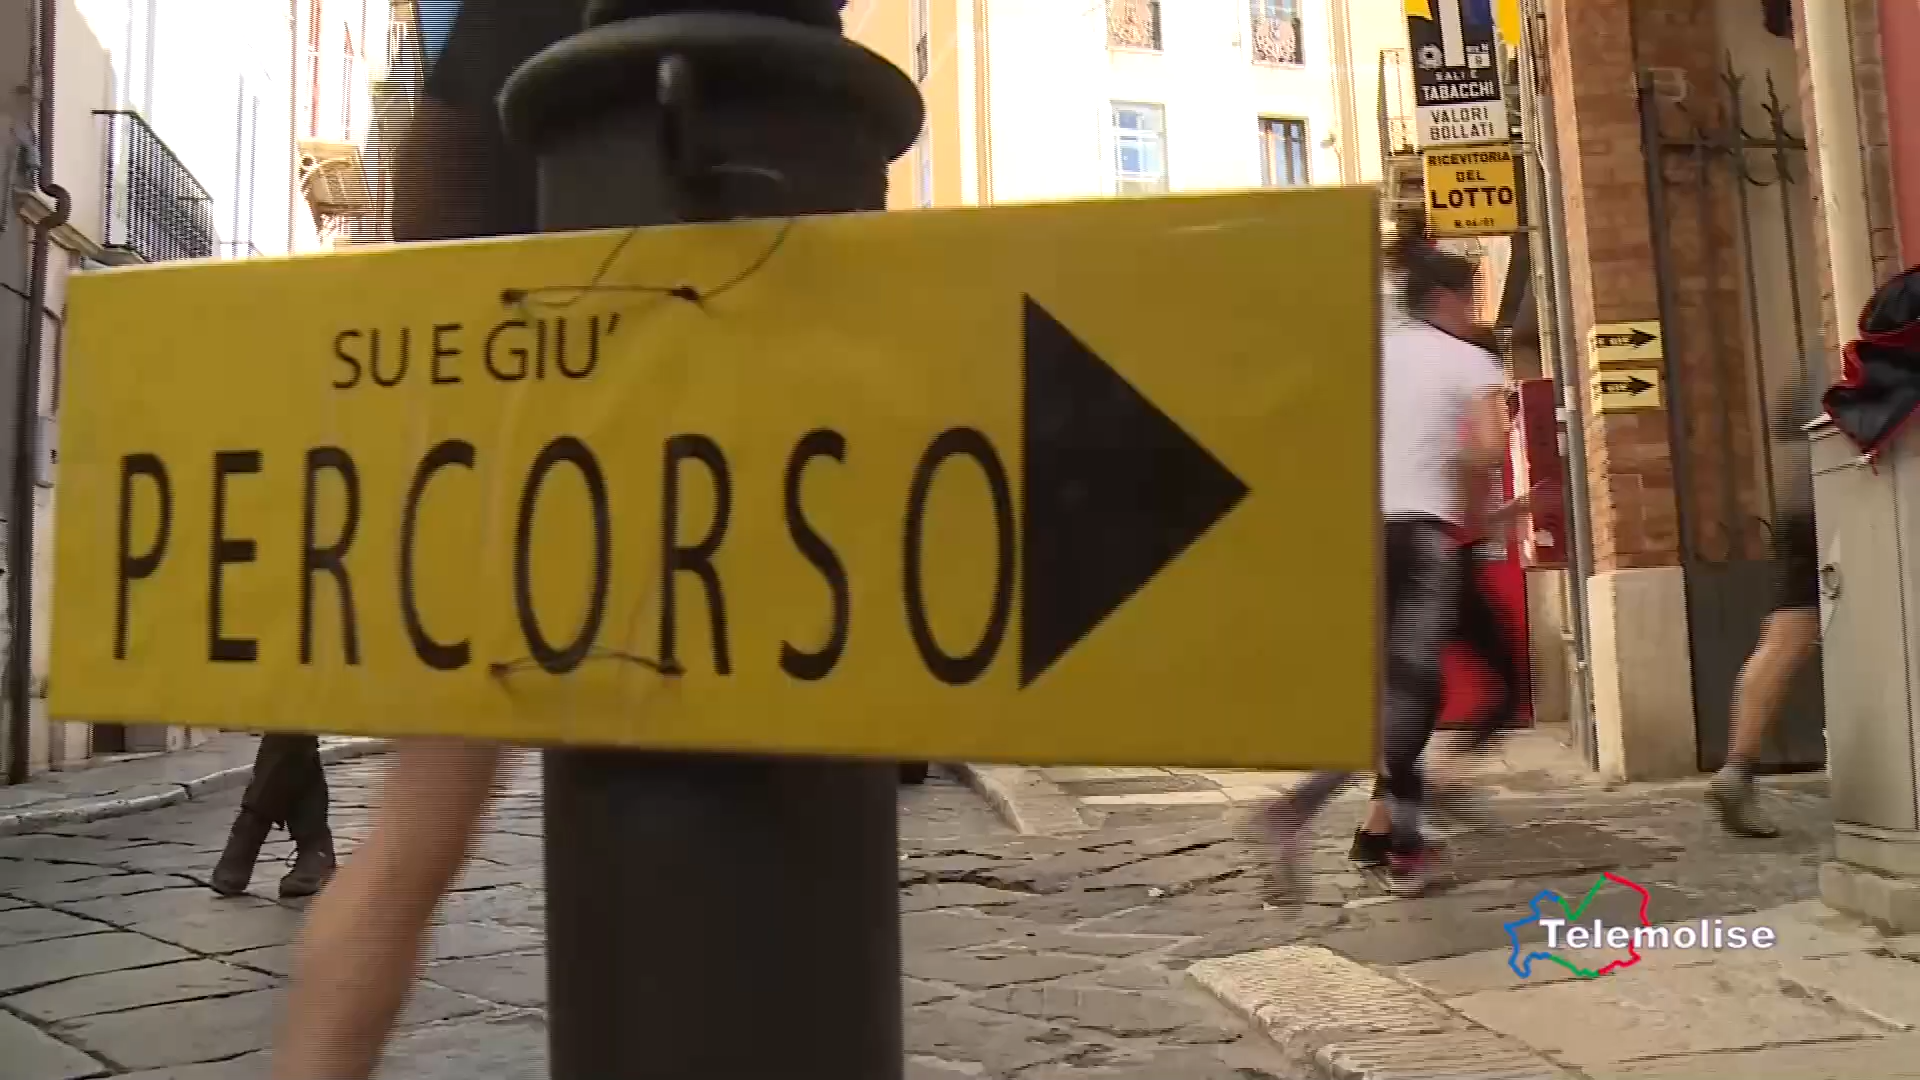 SALI E
TABACCHI
VALORI
BOLLATI
RICEVITORIA
DEL
LOTTO
SU E GIU'
PERCORSO
Telemolise